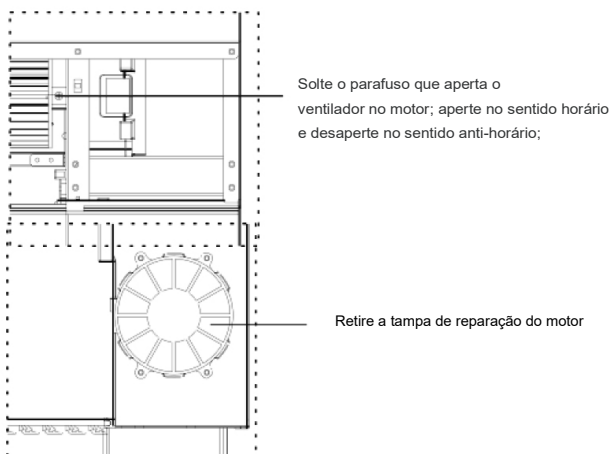 Solte o parafuso que aperta o
ventilador no motor; aperte no sentido horário
e desaperte no sentido anti-horário;
Retire a tampa de reparação do motor